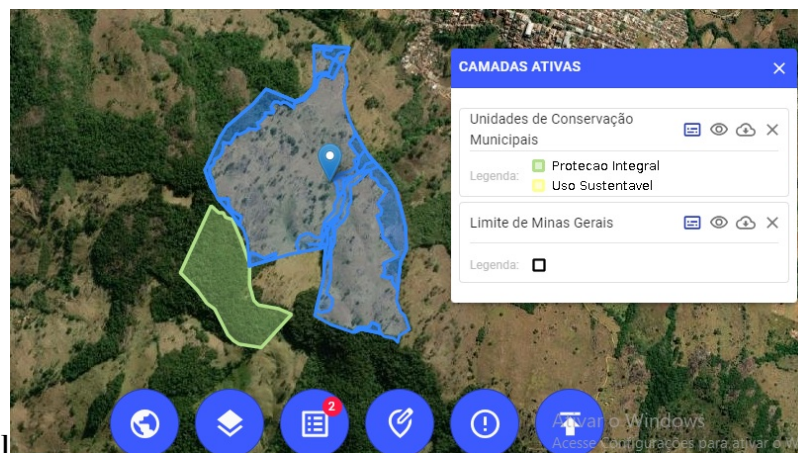 CAMADAS ATIVAS
Unidades de Conservação
Municipais
Legenda:
Protecao Integral
Uso Sustentavel
Limite de Minas Gerais
Legenda:
2
Ativar o Windows
Acesse Configurações para ativar o W